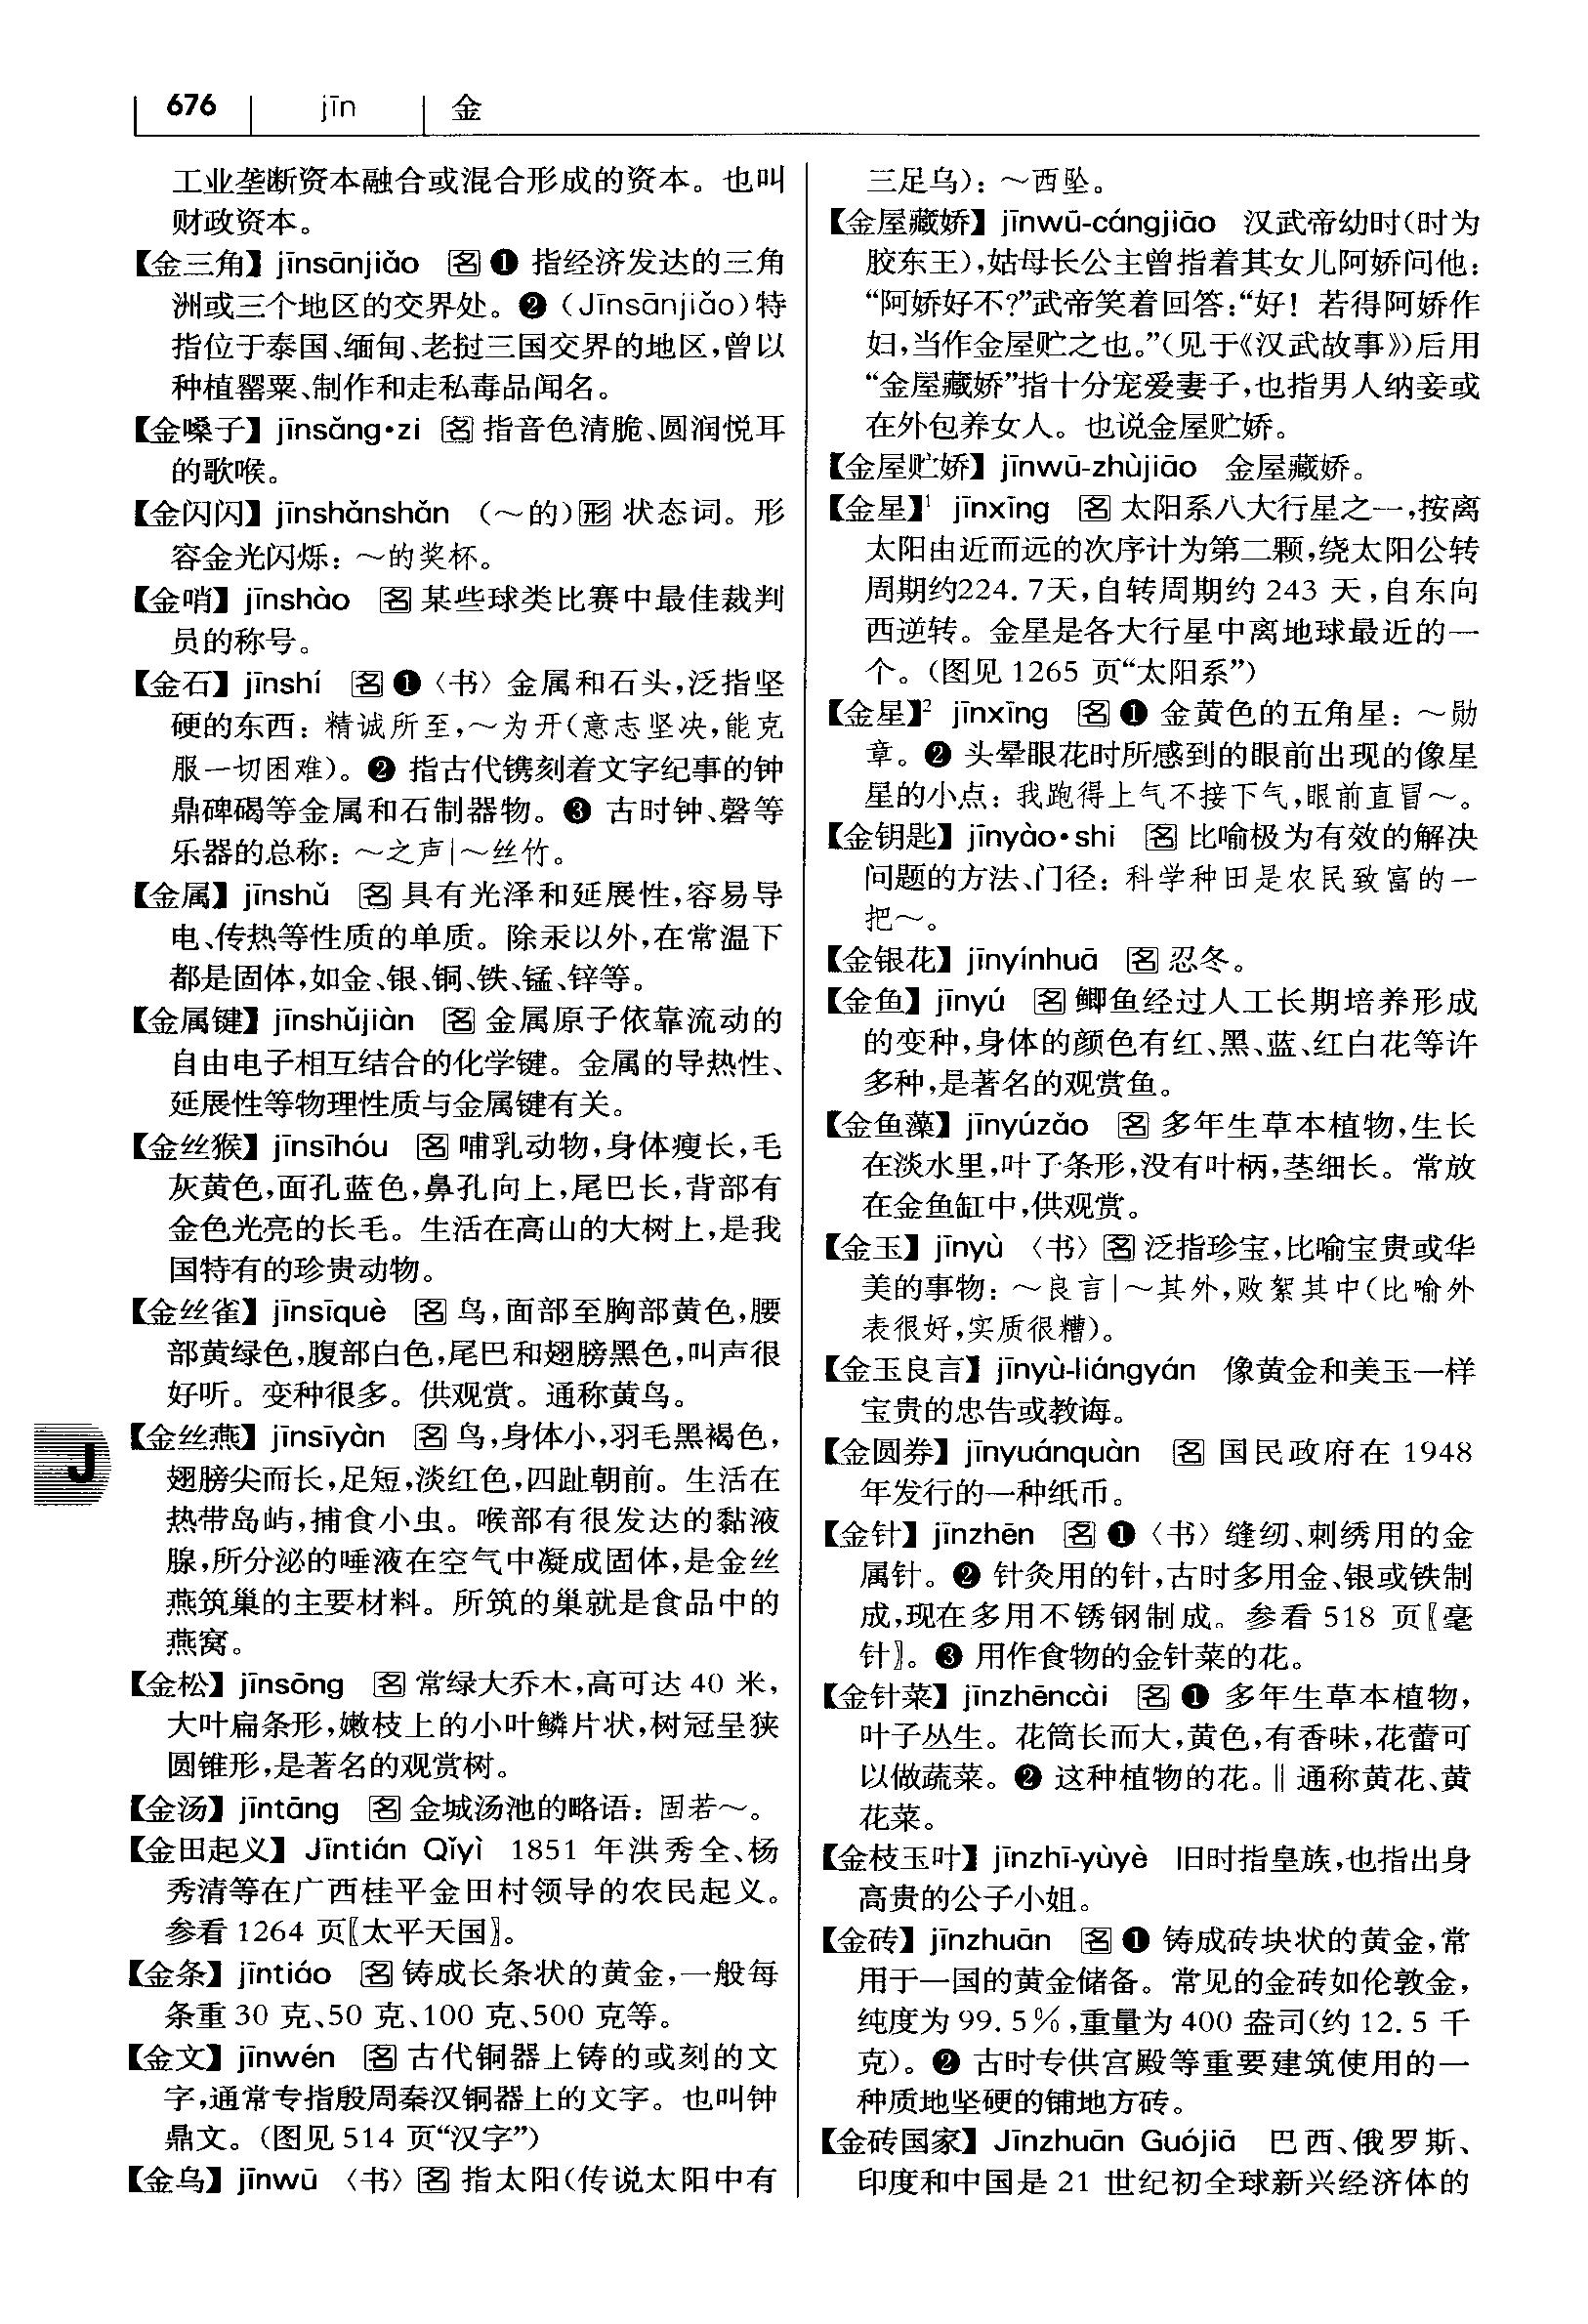 676 jīn 金
工业垄断资本融合或混合形成的资本。也叫
财政资本。
【金三角】jīnsānjiǎo 名❶ 指经济发达的三角
洲或三个地区的交界处。❷（Jīnsānjiǎo）特
指位于泰国、缅甸、老挝三国交界的地区，曾以
种植罂粟、制作和走私毒品闻名。
【金嗓子】jīnsǎng·zi 名 指音色清脆、圆润悦耳
的歌喉。
【金闪闪】jīnshǎnshǎn （～的）形 状态词。形
容金光闪烁：～的奖杯。
【金哨】jīnshào 名 某些球类比赛中最佳裁判
员的称号。
【金石】jīnshí 名❶〈书〉金属和石头，泛指坚
硬的东西：精诚所至，～为开（意志坚决，能克
服一切困难）。❷ 指古代镌刻着文字纪事的钟
鼎碑碣等金属和石制器物。❸ 古时钟、磬等
乐器的总称：～之声|～丝竹。
【金属】jīnshǔ 名 具有光泽和延展性，容易导
电、传热等性质的单质。除汞以外，在常温下
都是固体，如金、银、铜、铁、锰、锌等。
【金属键】jīnshǔjiàn 名 金属原子依靠流动的
自由电子相互结合的化学键。金属的导热性、
延展性等物理性质与金属键有关。
【金丝猴】jīnsīhóu 名 哺乳动物，身体瘦长，毛
灰黄色，面孔蓝色，鼻孔向上，尾巴长，背部有
金色光亮的长毛。生活在高山的大树上，是我
国特有的珍贵动物。
【金丝雀】jīnsīquè 名 鸟，面部至胸部黄色，腰
部黄绿色，腹部白色，尾巴和翅膀黑色，叫声很
好听。变种很多。供观赏。通称黄鸟。
【金丝燕】jīnsīyàn 名 鸟，身体小，羽毛黑褐色，
翅膀尖而长，足短，淡红色，四趾朝前。生活在
热带岛屿，捕食小虫。喉部有很发达的黏液
腺，所分泌的唾液在空气中凝成固体，是金丝
燕筑巢的主要材料。所筑的巢就是食品中的
燕窝。
【金松】jīnsōng 名 常绿大乔木，高可达 40 米，
大叶扁条形，嫩枝上的小叶鳞片状，树冠呈狭
圆锥形，是著名的观赏树。
【金汤】jīntāng 名 金城汤池的略语：固若～。
【金田起义】Jīntián Qǐyì 1851 年洪秀全、杨
秀清等在广西桂平金田村领导的农民起义。
参看 1264 页〖太平天国〗。
【金条】jīntiáo 名 铸成长条状的黄金，一般每
条重 30 克、50 克、100 克、500 克等。
【金文】jīnwén 名 古代铜器上铸的或刻的文
字，通常专指殷周秦汉铜器上的文字。也叫钟
鼎文。（图见 514 页“汉字”）
【金乌】jīnwū 〈书〉名 指太阳（传说太阳中有
J
三足乌）：～西坠。
【金屋藏娇】jīnwū-cángjiāo 汉武帝幼时（时为
胶东王），姑母长公主曾指着其女儿阿娇问他：
“阿娇好不？”武帝笑着回答：“好！若得阿娇作
妇，当作金屋贮之也。”（见于《汉武故事》）后用
“金屋藏娇”指十分宠爱妻子，也指男人纳妾或
在外包养女人。也说金屋贮娇。
【金屋贮娇】jīnwū-zhùjiāo 金屋藏娇。
【金星】¹ jīnxīng 名 太阳系八大行星之一，按离
太阳由近而远的次序计为第二颗，绕太阳公转
周期约224.7天，自转周期约 243 天，自东向
西逆转。金星是各大行星中离地球最近的一
个。（图见 1265 页“太阳系”）
【金星】² jīnxīng 名❶ 金黄色的五角星：～勋
章。❷ 头晕眼花时所感到的眼前出现的像星
星的小点：我跑得上气不接下气，眼前直冒～。
【金钥匙】jīnyào·shi 名 比喻极为有效的解决
问题的方法、门径：科学种田是农民致富的一
把～。
【金银花】jīnyínhuā 名 忍冬。
【金鱼】jīnyú 名 鲫鱼经过人工长期培养形成
的变种，身体的颜色有红、黑、蓝、红白花等许
多种，是著名的观赏鱼。
【金鱼藻】jīnyúzǎo 名 多年生草本植物，生长
在淡水里，叶子条形，没有叶柄，茎细长。常放
在金鱼缸中，供观赏。
【金玉】jīnyù 〈书〉名 泛指珍宝，比喻宝贵或华
美的事物：～良言|～其外，败絮其中（比喻外
表很好，实质很糟）。
【金玉良言】jīnyù-liángyán 像黄金和美玉一样
宝贵的忠告或教诲。
【金圆券】jīnyuánquàn 名 国民政府在 1948
年发行的一种纸币。
【金针】jīnzhēn 名❶〈书〉缝纫、刺绣用的金
属针。❷ 针灸用的针，古时多用金、银或铁制
成，现在多用不锈钢制成。参看 518 页〖毫
针〗。❸ 用作食物的金针菜的花。
【金针菜】jīnzhēncài 名❶ 多年生草本植物，
叶子丛生。花筒长而大，黄色，有香味，花蕾可
以做蔬菜。❷ 这种植物的花。‖通称黄花、黄
花菜。
【金枝玉叶】jīnzhī-yùyè 旧时指皇族，也指出身
高贵的公子小姐。
【金砖】jīnzhuān 名❶ 铸成砖块状的黄金，常
用于一国的黄金储备。常见的金砖如伦敦金，
纯度为 99.5％，重量为 400 盎司（约 12.5 千
克）。❷ 古时专供宫殿等重要建筑使用的一
种质地坚硬的铺地方砖。
【金砖国家】Jīnzhuān Guójiā 巴西、俄罗斯、
印度和中国是 21 世纪初全球新兴经济体的